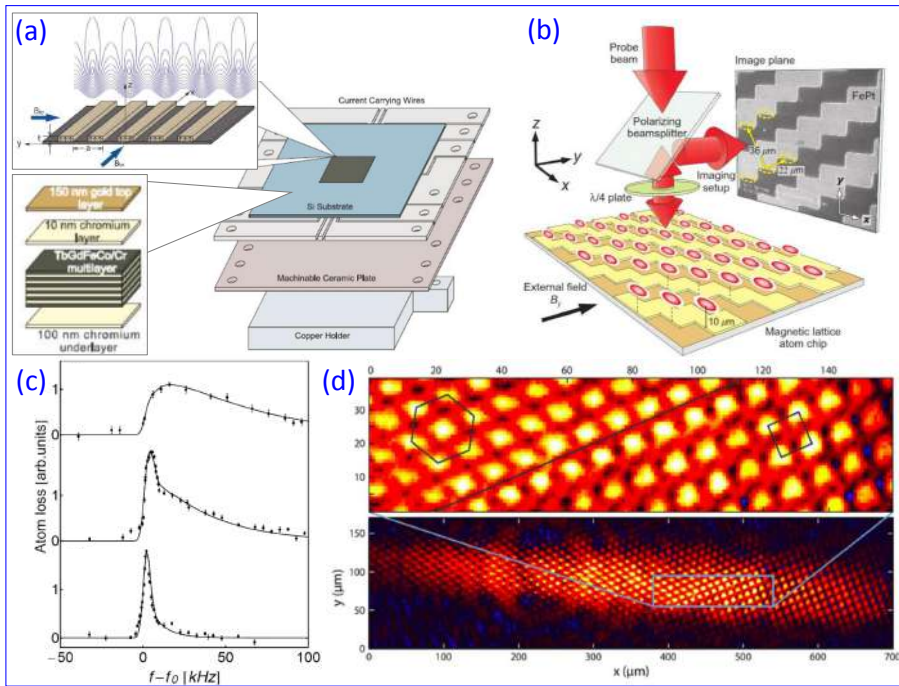 (a)
z
x
y
t
a
Current Carrying Wires
Si Substrate
Machinable Ceramic Plate
Copper Holder
150 nm gold top
layer
10 nm chromium
layer
TbGdFeCo/Cr
multilayer
100 nm chromium
underlayer
(b)
Probe
beam
Image plane
FePt
Polarizing
beamsplitter
36 μm
22 μm
Imaging
setup
λ/4 plate
z
y
x
y
x
External field
By
10 μm
Magnetic lattice
atom chip
(c)
Atom loss [arb.units]
1
0
1
0
1
0
−50
0
50
100
f−f0 [kHz]
(d)
0 20 40 60 80 100 120 140
30
20
10
0
150
100
50
0
y (μm)
0 100 200 300 400 500 600 700
x (μm)